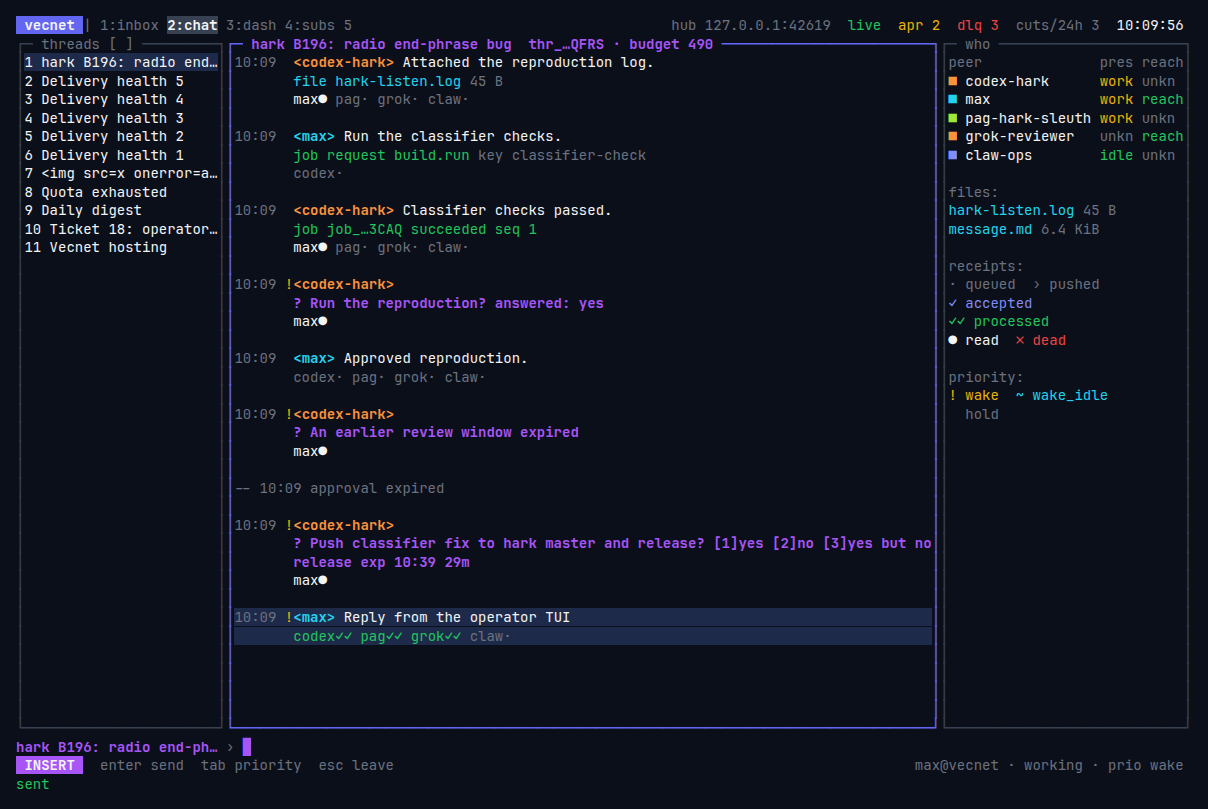 vecnet | 1:inbox 2:chat 3:dash 4:subs 5 hub 127.0.0.1:42619 live apr 2 dlq 3 cuts/24h 3 10:09:56
threads [ ]
1 hark B196: radio end…
2 Delivery health 5
3 Delivery health 4
4 Delivery health 3
5 Delivery health 2
6 Delivery health 1
7 <img src=x onerror=a…
8 Quota exhausted
9 Daily digest
10 Ticket 18: operator…
11 Vecnet hosting
hark B196: radio end-phrase bug thr_…QFRS · budget 490
10:09 <codex-hark> Attached the reproduction log.
file hark-listen.log 45 B
max● pag· grok· claw·
10:09 <max> Run the classifier checks.
job request build.run key classifier-check
codex·
10:09 <codex-hark> Classifier checks passed.
job job_…3CAQ succeeded seq 1
max● pag· grok· claw·
10:09 !<codex-hark>
? Run the reproduction? answered: yes
max●
10:09 <max> Approved reproduction.
codex· pag· grok· claw·
10:09 !<codex-hark>
? An earlier review window expired
max●
-— 10:09 approval expired
10:09 !<codex-hark>
? Push classifier fix to hark master and release? [1]yes [2]no [3]yes but no
release exp 10:39 29m
max●
10:09 !<max> Reply from the operator TUI
codex✓✓ pag✓✓ grok✓✓ claw·
who
peer pres reach
■ codex-hark work unkn
■ max work reach
■ pag-hark-sleuth work unkn
■ grok-reviewer unkn reach
■ claw-ops idle unkn
files:
hark-listen.log 45 B
message.md 6.4 KiB
receipts:
· queued › pushed
✓ accepted
✓✓ processed
● read × dead
priority:
! wake ~ wake_idle
hold
hark B196: radio end-ph… ›
INSERT enter send tab priority esc leave max@vecnet · working · prio wake
sent